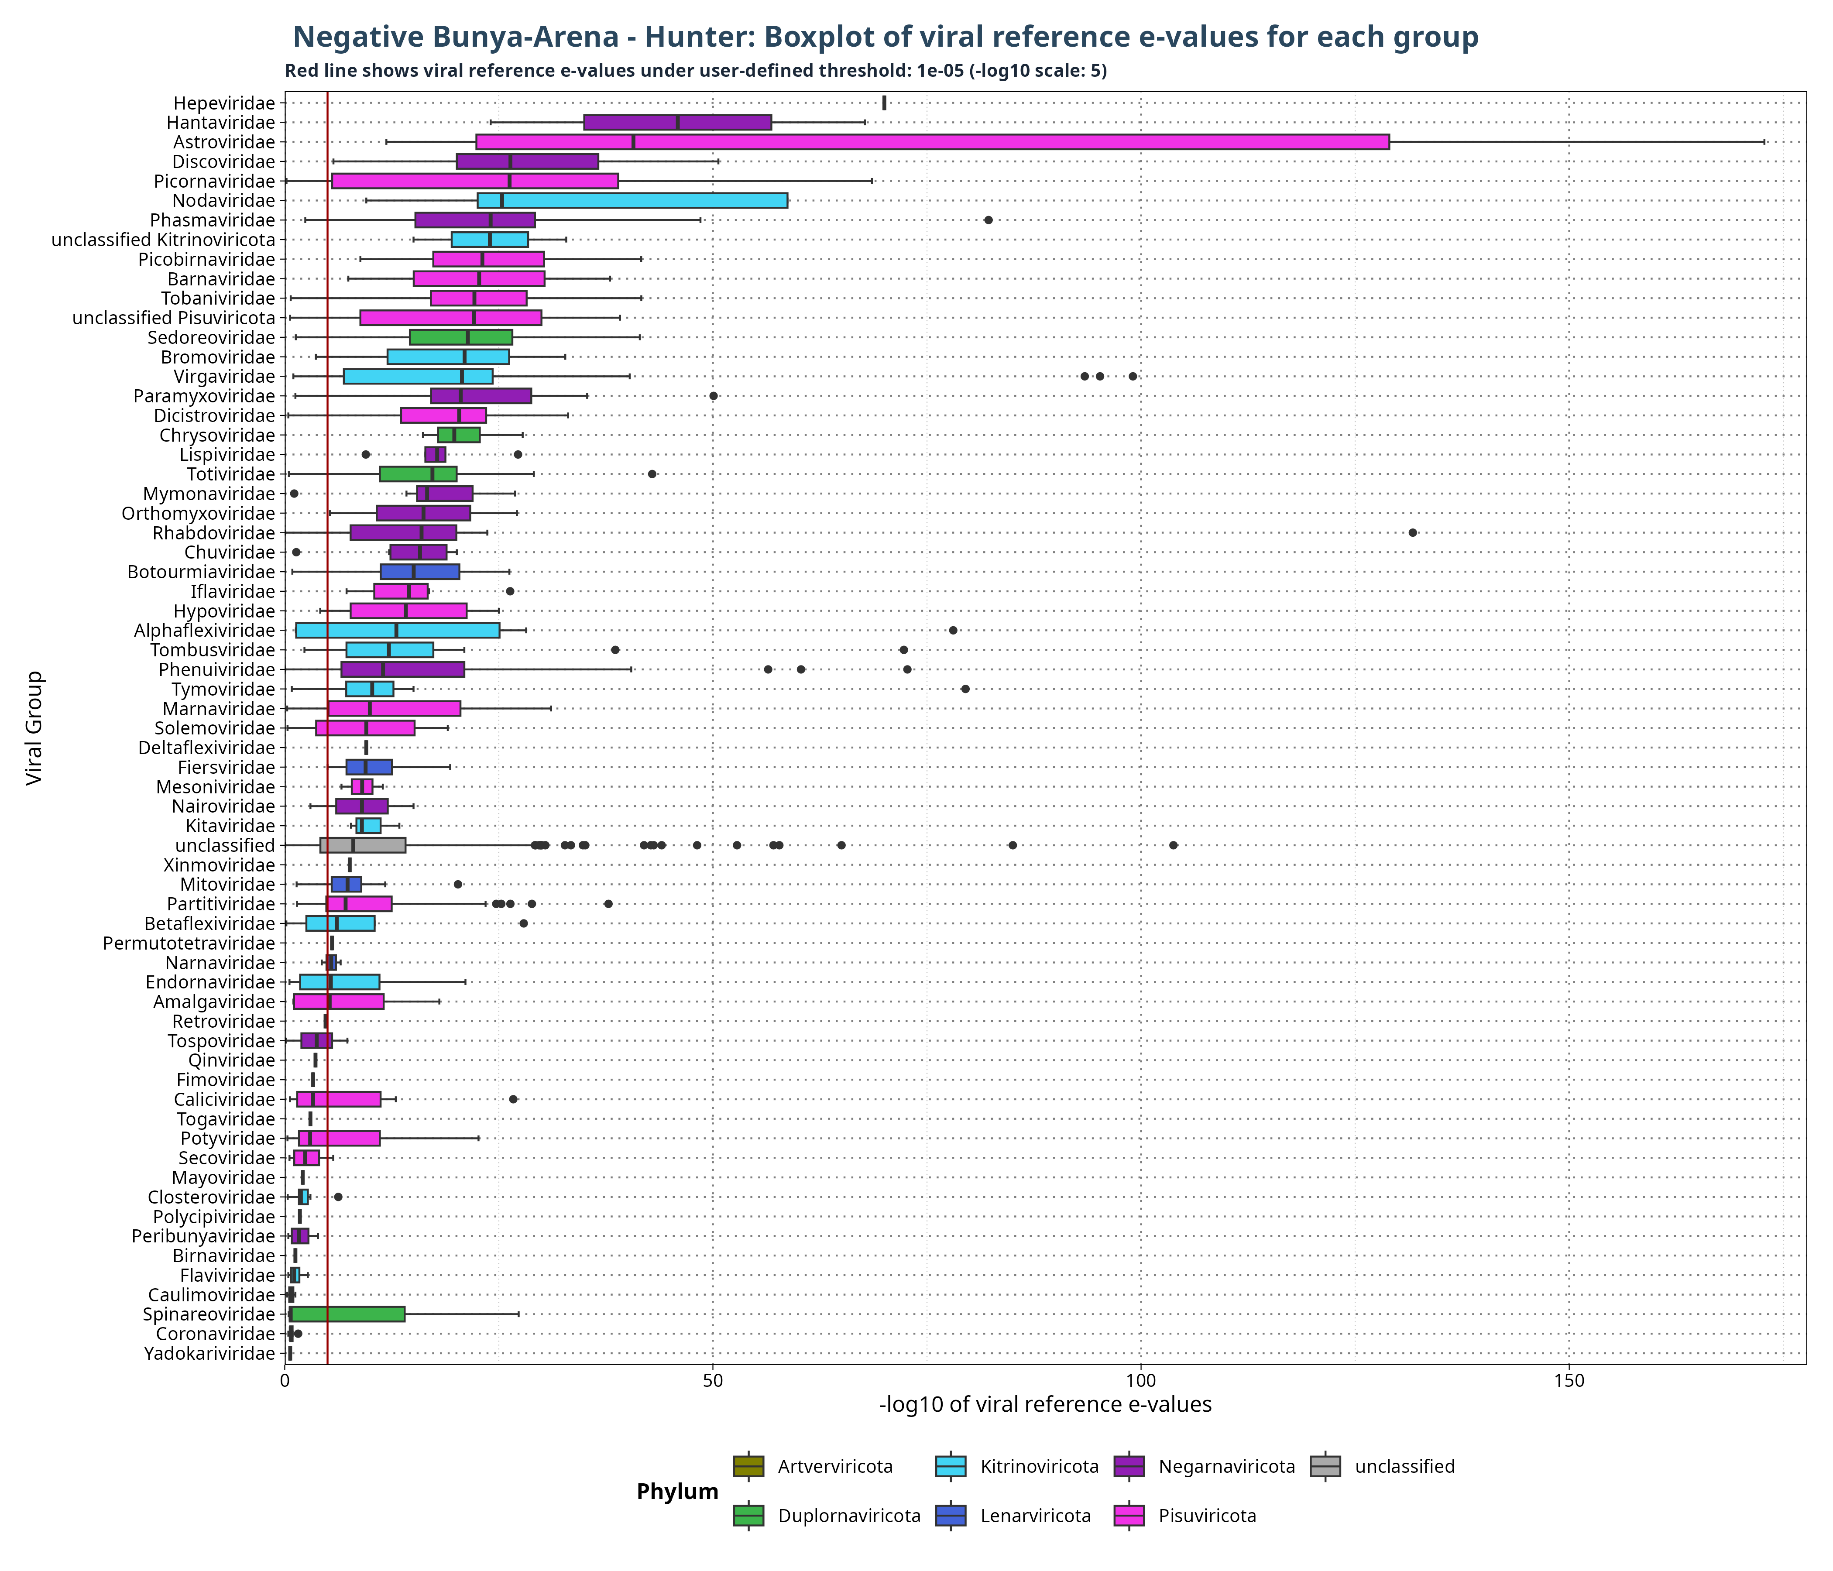 Negative Bunya-Arena - Hunter: Boxplot of viral reference e-values for each group
Red line shows viral reference e-values under user-defined threshold: 1e-05 (-log10 scale: 5)
Viral Group
Hepeviridae
Hantaviridae
Astroviridae
Discoviridae
Picornaviridae
Nodaviridae
Phasmaviridae
unclassified Kitrinoviricota
Picobirnaviridae
Barnaviridae
Tobaniviridae
unclassified Pisuviricota
Sedoreoviridae
Bromoviridae
Virgaviridae
Paramyxoviridae
Dicistroviridae
Chrysoviridae
Lispiviridae
Totiviridae
Mymonaviridae
Orthomyxoviridae
Rhabdoviridae
Chuviridae
Botourmiaviridae
Iflaviridae
Hypoviridae
Alphaflexiviridae
Tombusviridae
Phenuiviridae
Tymoviridae
Marnaviridae
Solemoviridae
Deltaflexiviridae
Fiersviridae
Mesoniviridae
Nairoviridae
Kitaviridae
unclassified
Xinmoviridae
Mitoviridae
Partitiviridae
Betaflexiviridae
Permutotetraviridae
Narnaviridae
Endornaviridae
Amalgaviridae
Retroviridae
Tospoviridae
Qinviridae
Fimoviridae
Caliciviridae
Togaviridae
Potyviridae
Secoviridae
Mayoviridae
Closteroviridae
Polycipiviridae
Peribunyaviridae
Birnaviridae
Flaviviridae
Caulimoviridae
Spinareoviridae
Coronaviridae
Yadokariviridae
0 50 100 150
-log10 of viral reference e-values
Phylum
Artverviricota Kitrinoviricota Negarnaviricota unclassified
Duplornaviricota Lenarviricota Pisuviricota